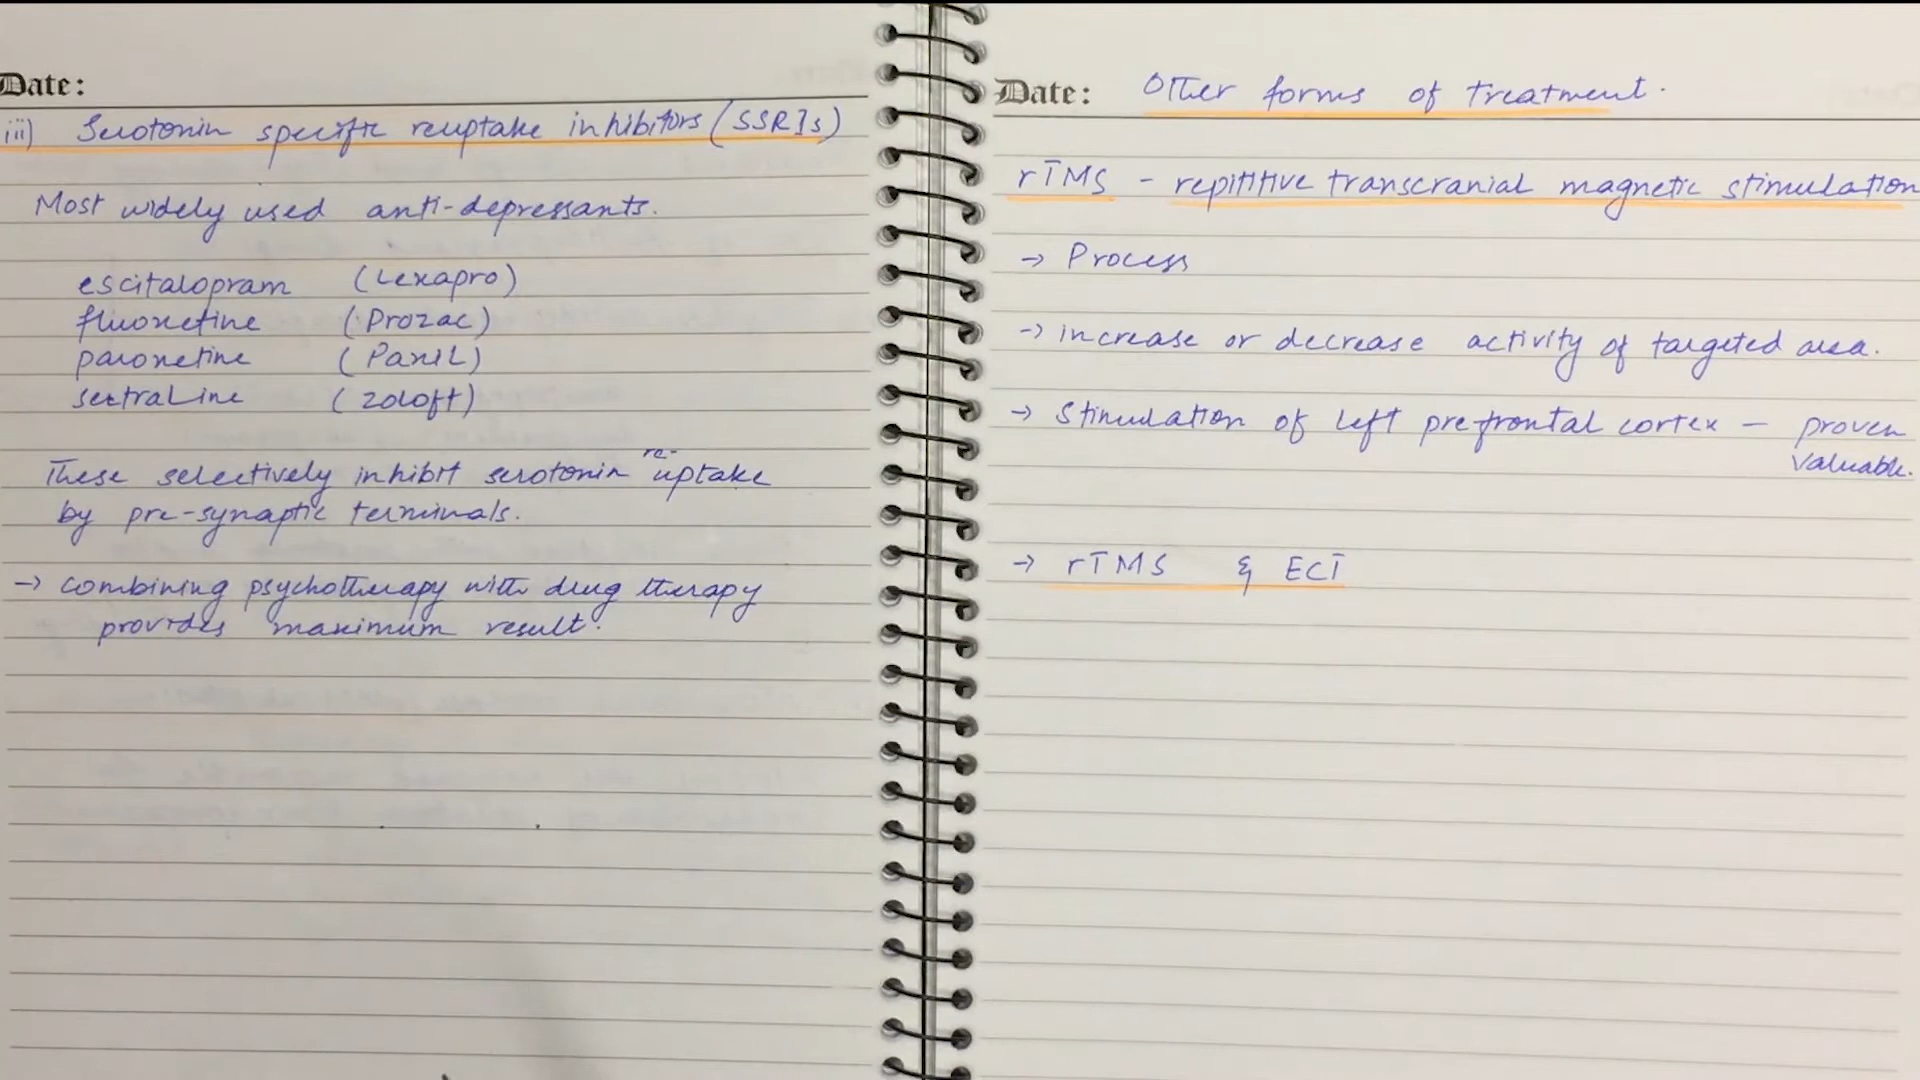 Date:
iii) Serotonin specific reuptake inhibitors (SSRIs)
Most widely used anti-depressants.
escitalopram (Lexapro)
fluoxetine (Prozac)
paroxetine (Paxil)
sertraline (zoloft)
These selectively inhibit serotonin re-uptake
by pre-synaptic terminals.
→ combining psychotherapy with drug therapy
provides maximum result.
Date: Other forms of treatment.
rTMS - repititive transcranial magnetic stimulation
→ Process
→ increase or decrease activity of targeted area.
→ stimulation of left prefrontal cortex – proven
valuable.
→ rTMS & ECT